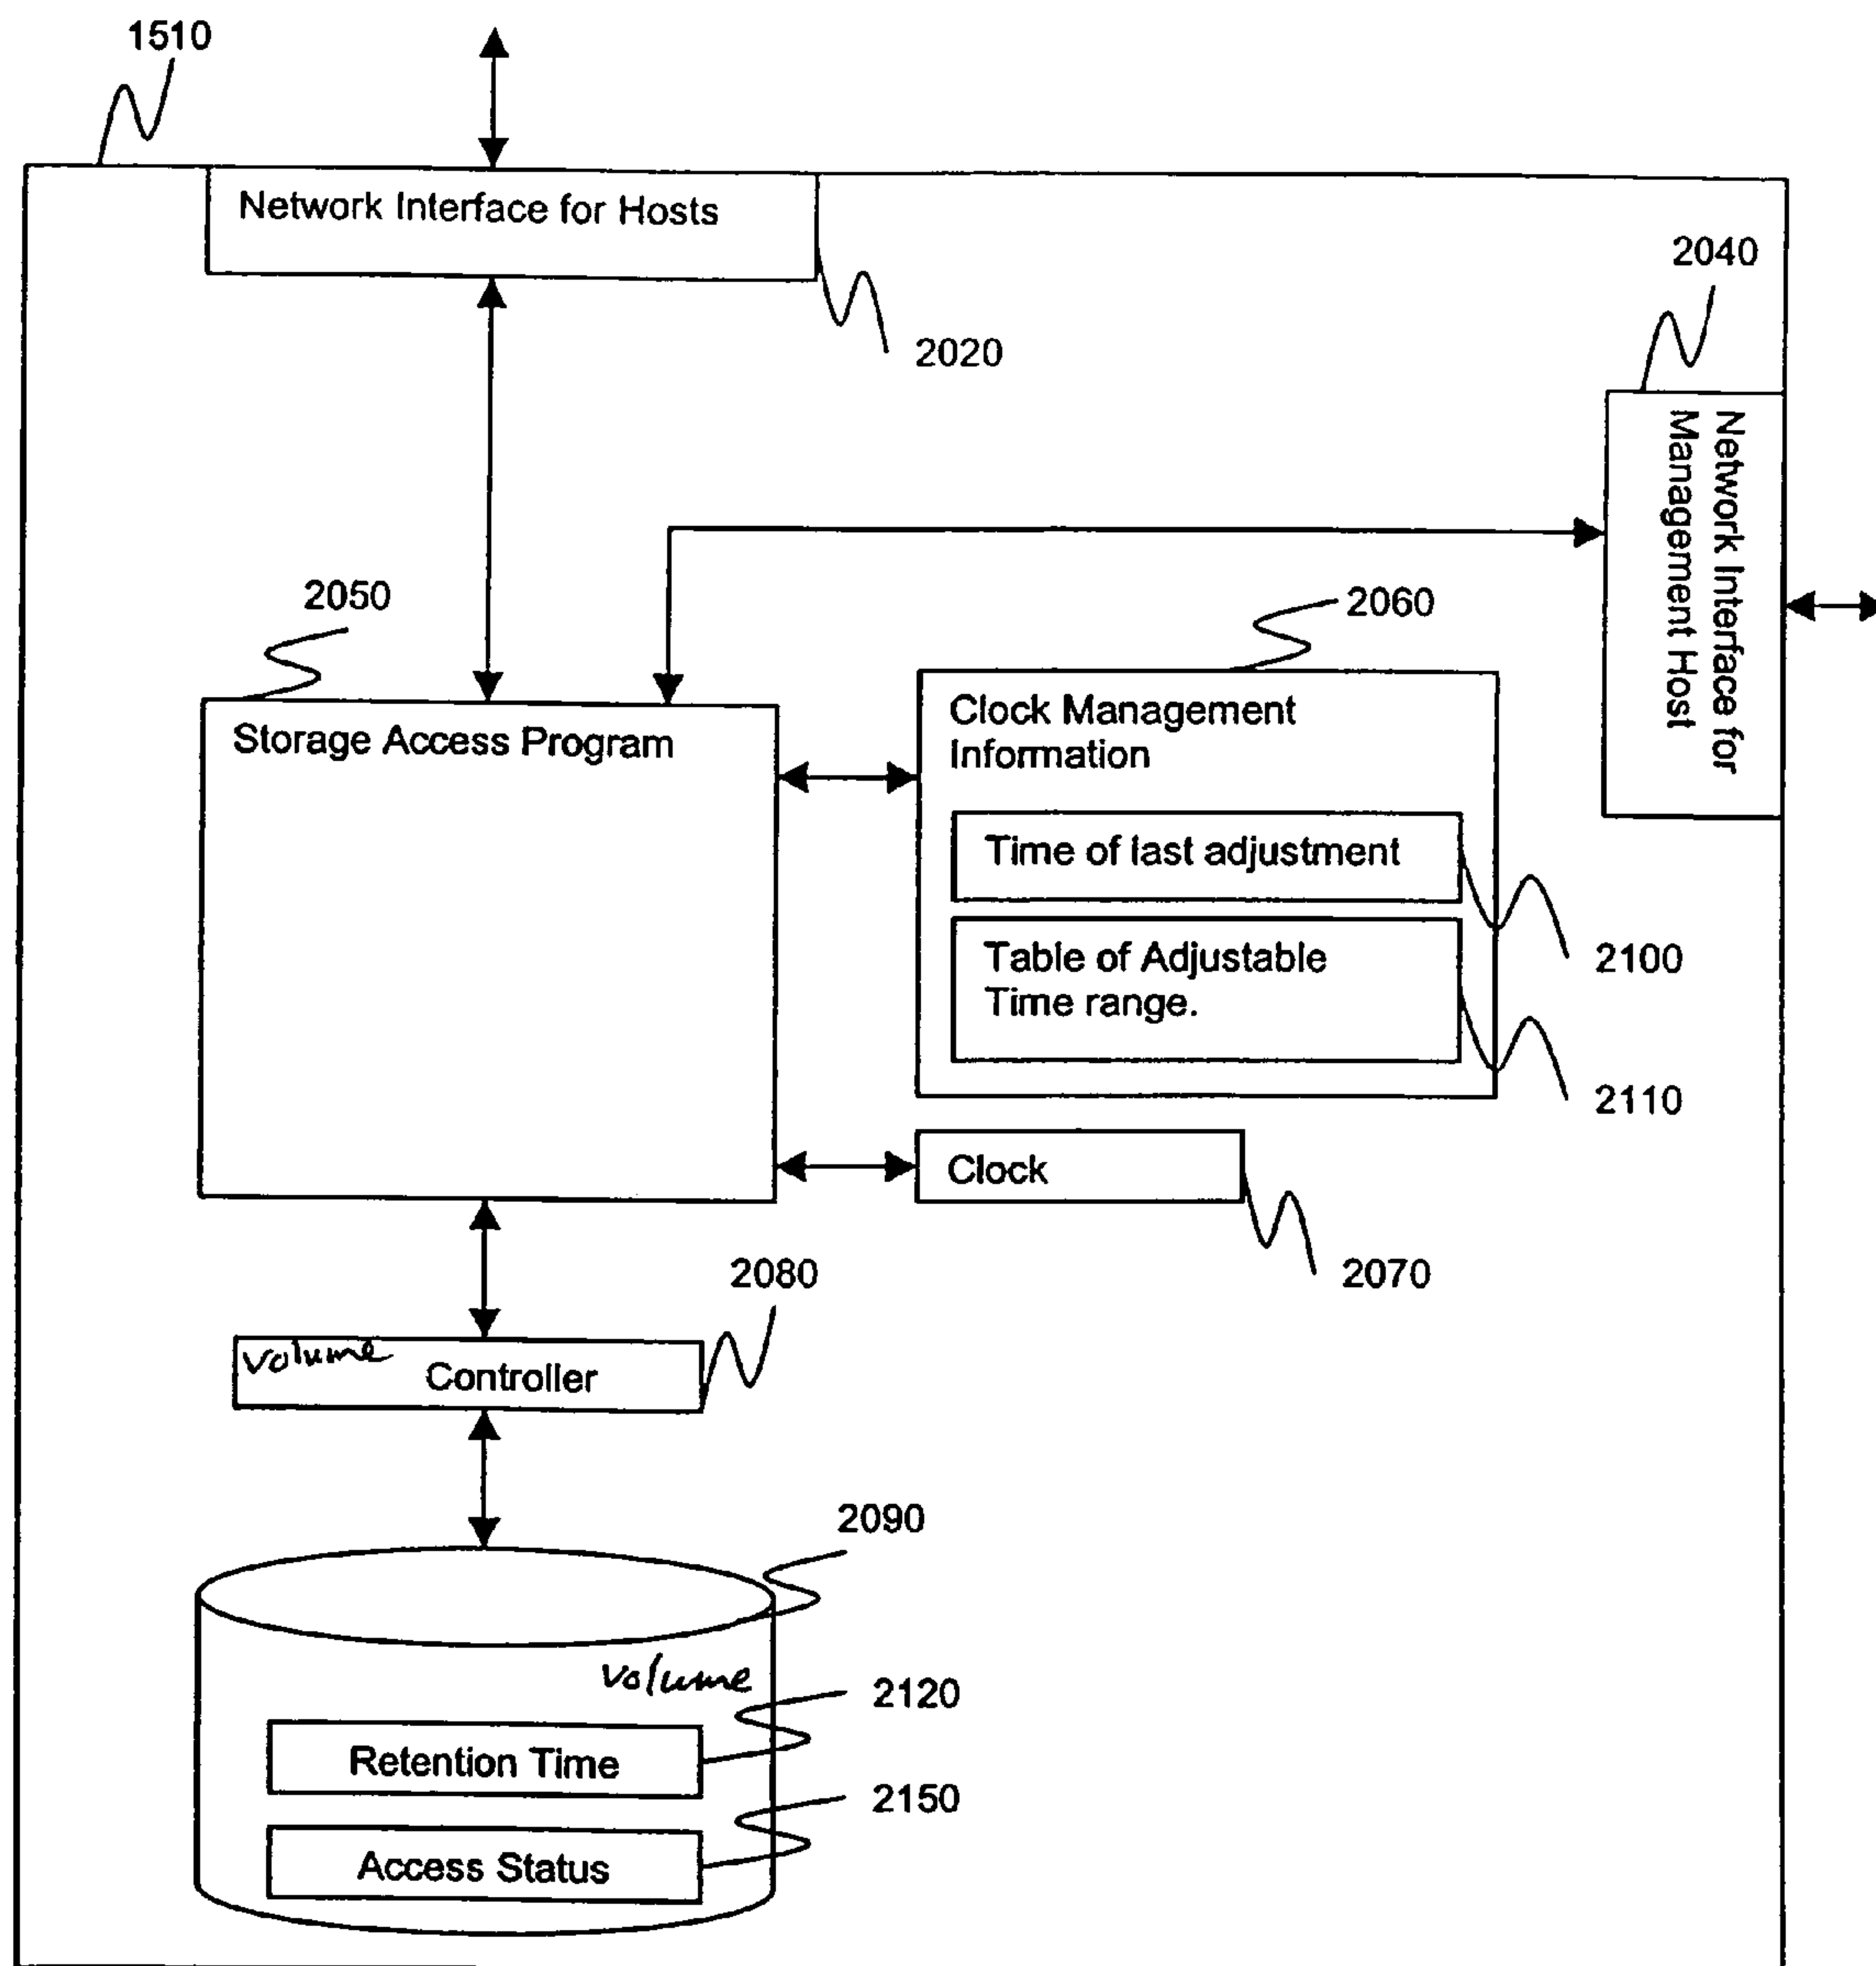 1510
Network Interface for Hosts
2020
2040
Network Interface for
Management Host
2050
2060
Storage Access Program
Clock Management
Information
Time of last adjustment
2100
Table of Adjustable
Time range.
2110
Clock
2070
2080
volume Controller
2090
volume
2120
Retention Time
2150
Access Status